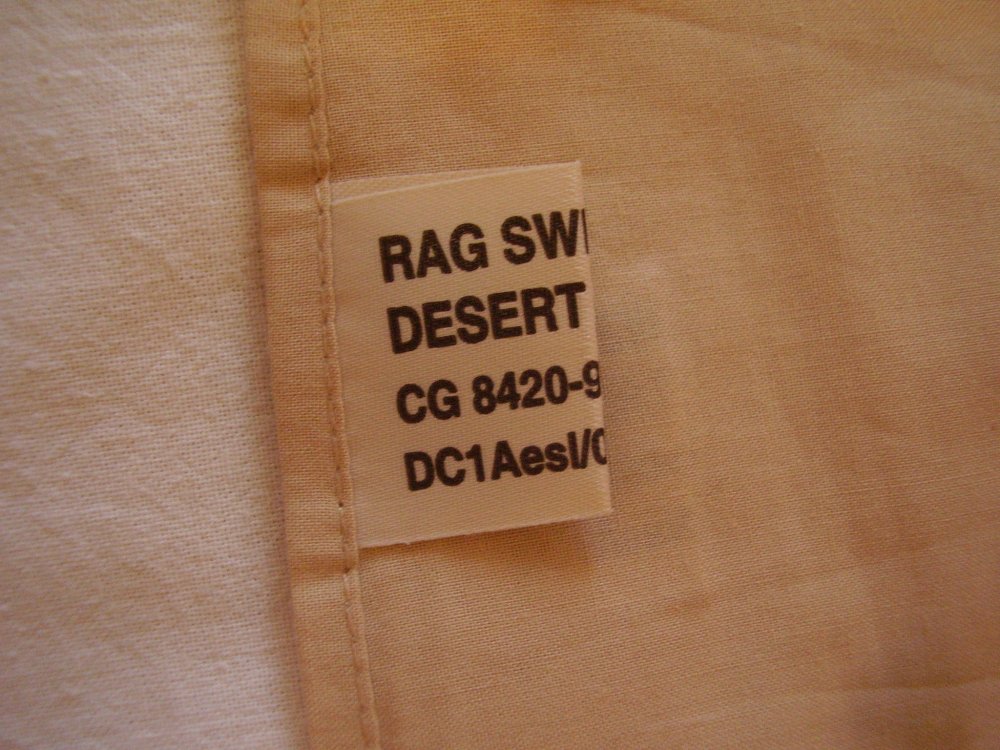 RAG SW
DESERT
CG 8420-9
DC1AesI/